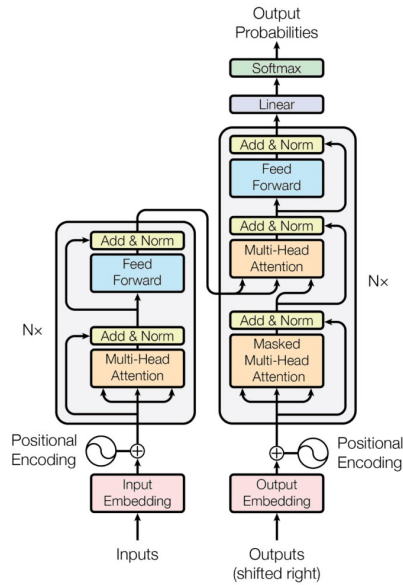 Output
Probabilities
Softmax
Linear
Add & Norm
Feed
Forward
Add & Norm
Multi-Head
Attention
Add & Norm
Masked
Multi-Head
Attention
Nx
Add & Norm
Feed
Forward
Add & Norm
Multi-Head
Attention
Nx
Positional
Encoding
Positional
Encoding
Input
Embedding
Output
Embedding
Inputs
Outputs
(shifted right)